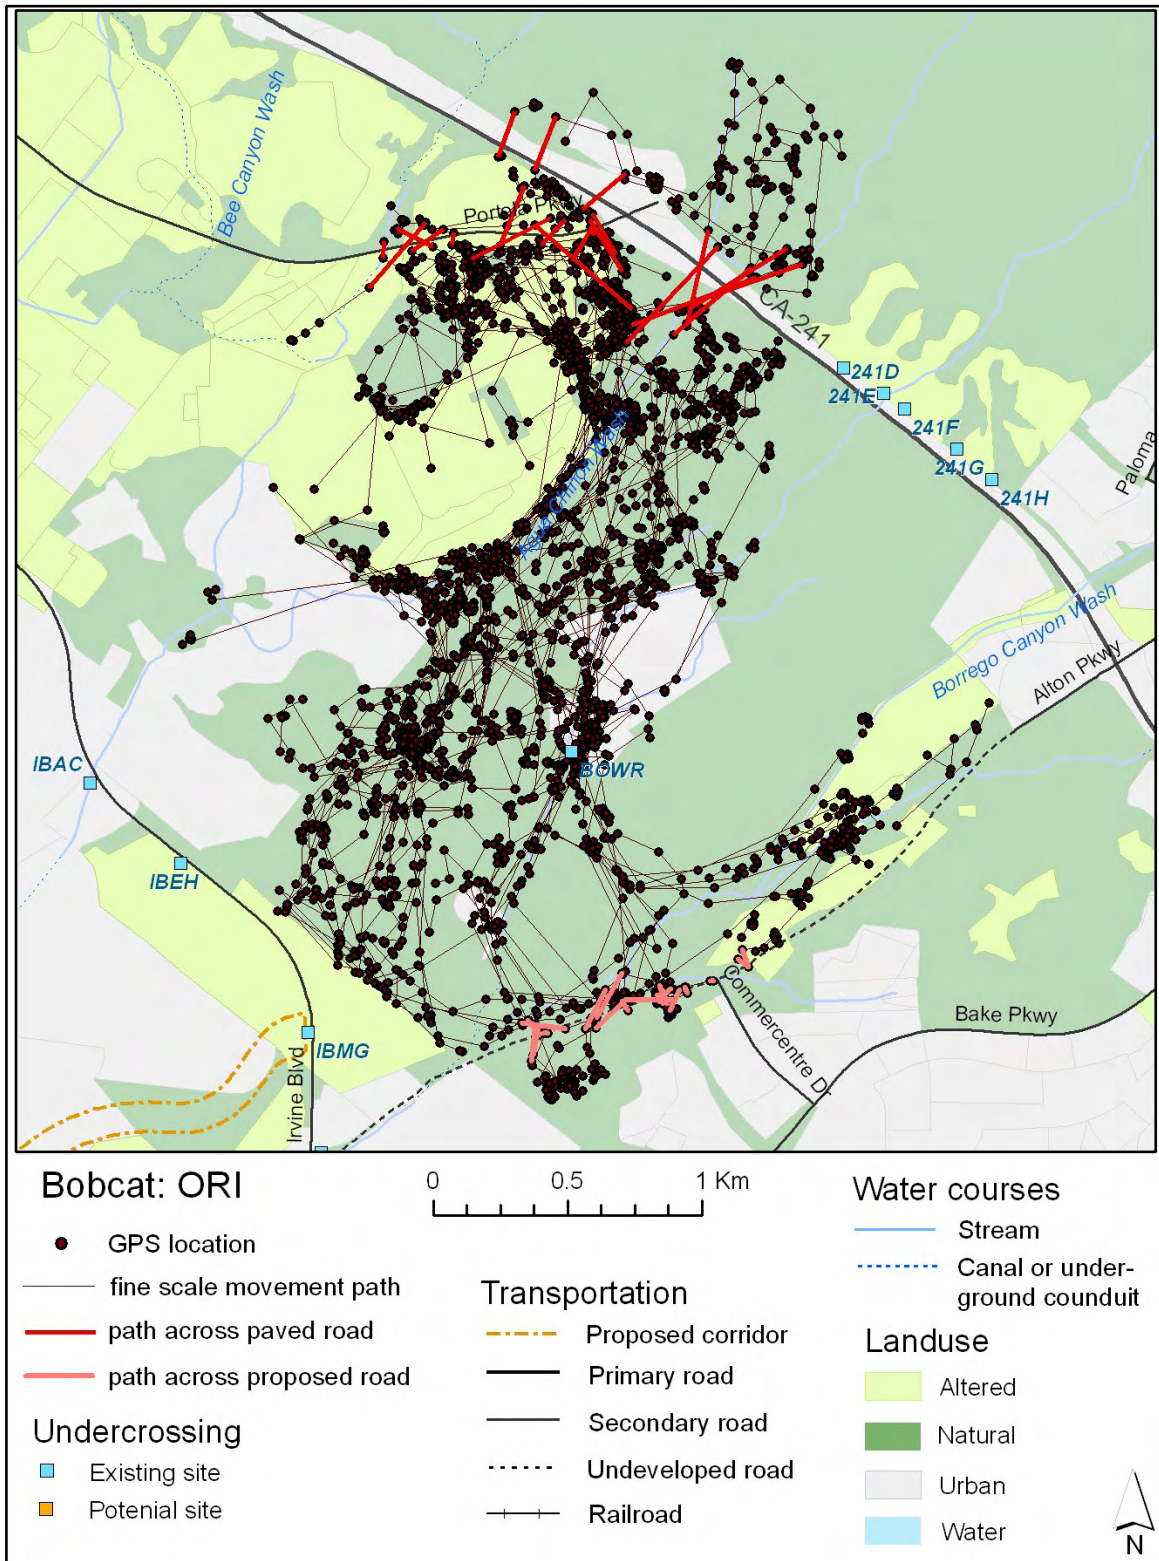 Bee Canyon Wash
Portola Pkwy
CA-241
241D
241E
241F
241G
241H
Paloma
Agua Chinon Wash
Borrego Canyon Wash
Alton Pkwy
IBAC
BOWR
IBEH
Commercentre Dr
Bake Pkwy
IBMG
Irvine Blvd
Bobcat: ORI
GPS location
fine scale movement path
path across paved road
path across proposed road
Undercrossing
Existing site
Potenial site
0 0.5 1 Km
Transportation
Proposed corridor
Primary road
Secondary road
Undeveloped road
Railroad
Water courses
Stream
Canal or under-
ground counduit
Landuse
Altered
Natural
Urban
Water
N